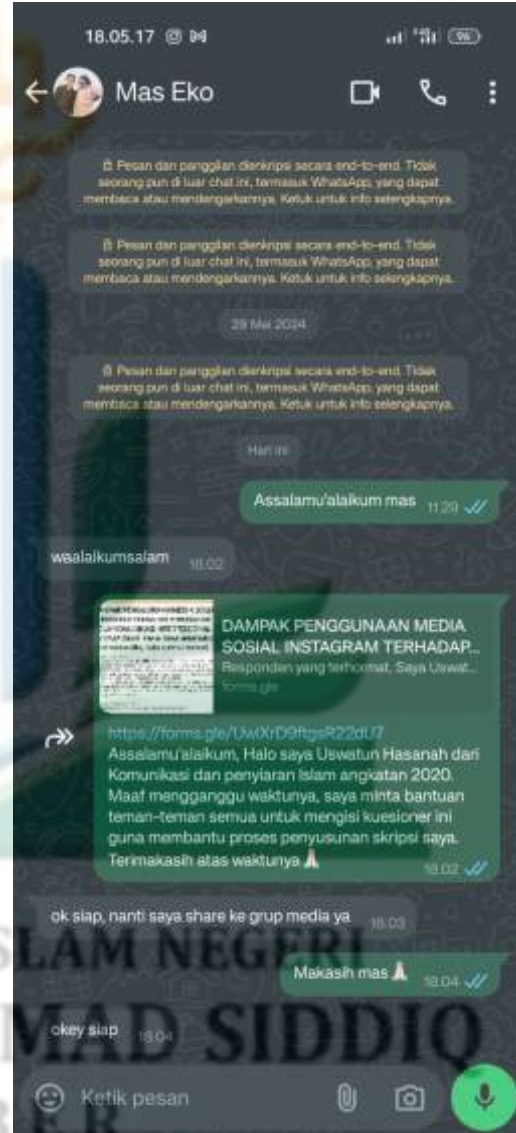 18.05.17
96
Mas Eko
Pesan dan panggilan dienkripsi secara end-to-end. Tidak
seorang pun di luar chat ini, termasuk WhatsApp, yang dapat
membaca atau mendengarkannya. Ketuk untuk info selengkapnya.
Pesan dan panggilan dienkripsi secara end-to-end. Tidak
seorang pun di luar chat ini, termasuk WhatsApp, yang dapat
membaca atau mendengarkannya. Ketuk untuk info selengkapnya.
29 Mei 2024
Pesan dan panggilan dienkripsi secara end-to-end. Tidak
seorang pun di luar chat ini, termasuk WhatsApp, yang dapat
membaca atau mendengarkannya. Ketuk untuk info selengkapnya.
Hari ini
Assalamu'alaikum mas 11.29
waalaikumsalam 18.02
DAMPAK PENGGUNAAN MEDIA
SOSIAL INSTAGRAM TERHADAP...
Respondan yang terhormat, Saya Uswat...
forms.gle
https://forms.gle/UwXrD9ftgsR22dU7
Assalamu'alaikum, Halo saya Uswetun Hasanah dari
Komunikasi dan penyiaran Islam angkatan 2020.
Maaf mengganggu waktunya, saya minta bantuan
teman-teman semua untuk mengisi kuesioner ini
guna membantu proses penyusunan skripsi saya.
Terimakasih atas waktunya 🙏🏻
18.02
ok siap, nanti saya share ke grup media ya 18.03
SLAM NEGERI
Makasih mas 🙏🏻 18.04
MAD SIDDIQ
okey siap 18.04
Ketik pesan
E R